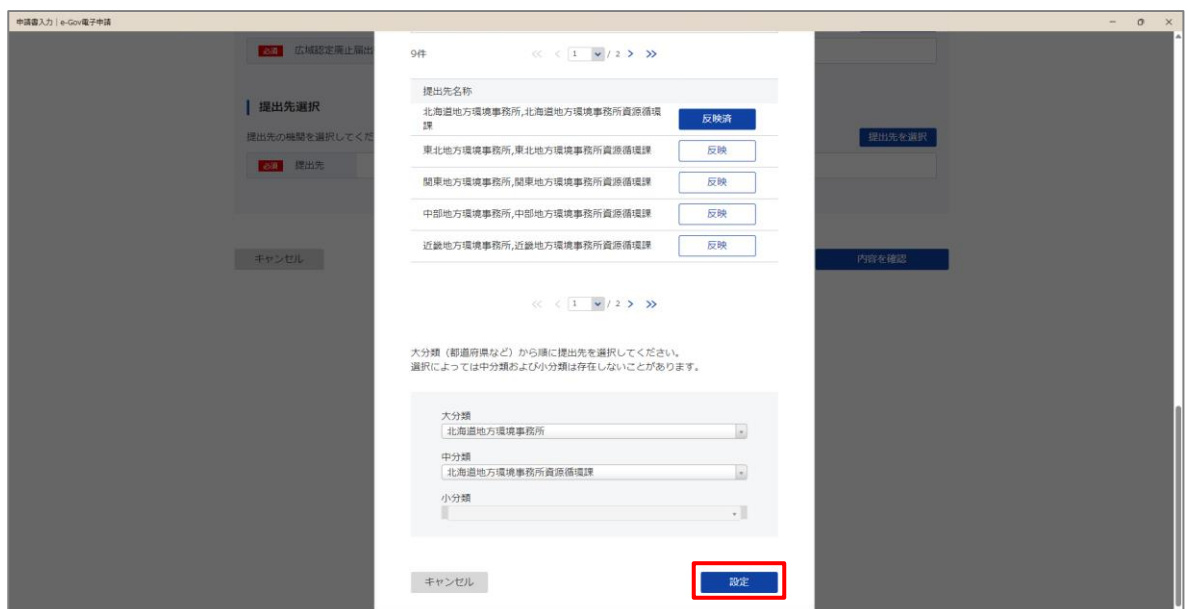 申請書入力 | e-Gov電子申請
必須 広域認定廃止届出
9件 1 / 2
提出先選択
提出先の機関を選択してくだ
提出先を選択
必須 提出先
提出先名称
北海道地方環境事務所,北海道地方環境事務所資源循環
課
反映済
東北地方環境事務所,東北地方環境事務所資源循環課 反映
関東地方環境事務所,関東地方環境事務所資源循環課 反映
中部地方環境事務所,中部地方環境事務所資源循環課 反映
近畿地方環境事務所,近畿地方環境事務所資源循環課 反映
キャンセル
内容を確認
1 / 2
大分類（都道府県など）から順に提出先を選択してください。
選択によっては中分類および小分類は存在しないことがあります。
大分類
北海道地方環境事務所
中分類
北海道地方環境事務所資源循環課
小分類
キャンセル 設定